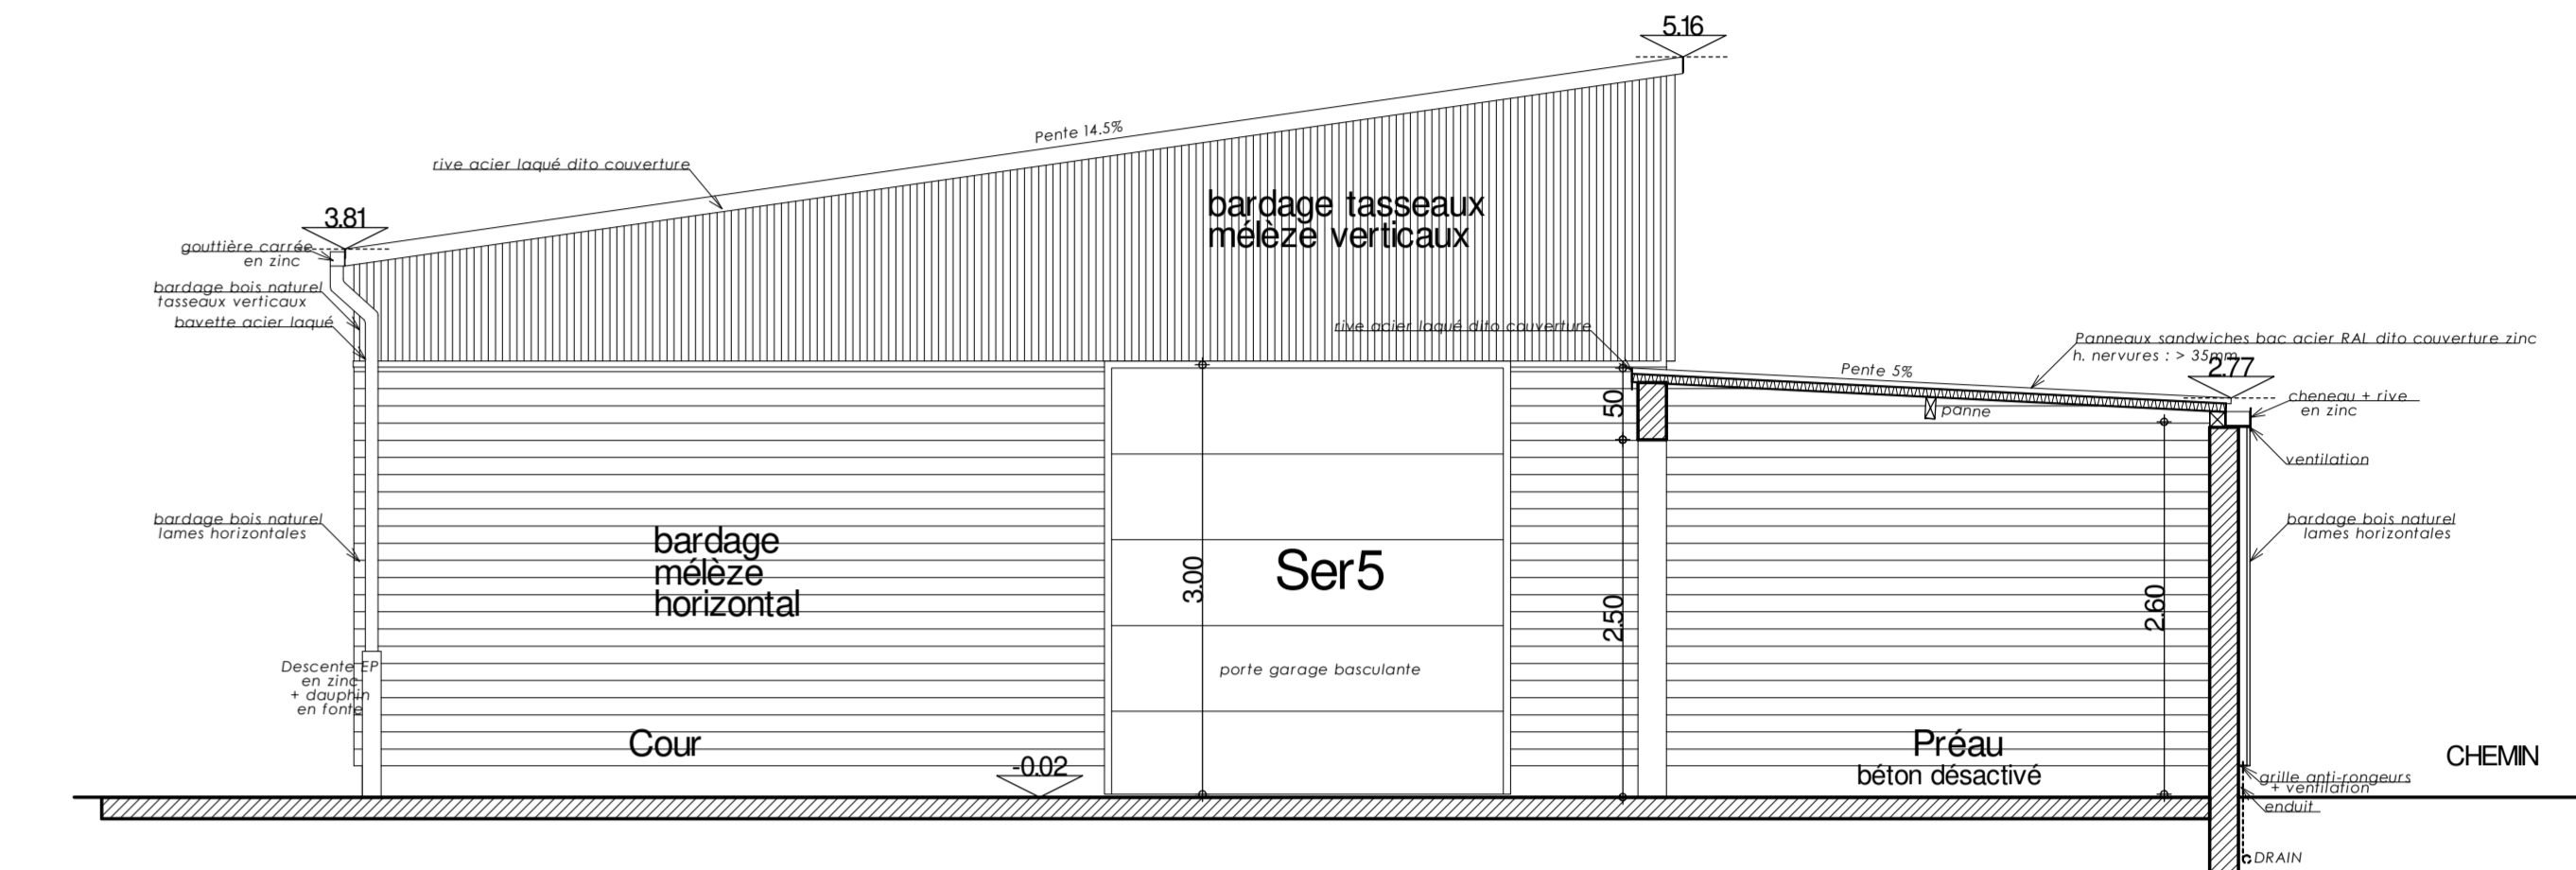 5.16
Pente 14.5%
rive acier laqué dito couverture
bardage tasseaux
mélèze verticaux
3.81
gouttière carrée
en zinc
bardage bois naturel
tasseaux verticaux
bavette acier laqué
rive acier laqué dito couverture
Panneaux sandwiches bac acier RAL dito couverture zinc
h. nervures : > 35mm
2.77
Pente 5%
cheneau + rive
en zinc
50
panne
ventilation
bardage bois naturel
lames horizontales
bardage
mélèze
horizontal
3.00
Ser5
2.50
2.60
bardage bois naturel
lames horizontales
Descente EP
en zinc
+ dauphin
en fonte
porte garage basculante
Cour
-0.02
Préau
béton désactivé
CHEMIN
grille anti-rongeurs
+ ventilation
enduit
DRAIN